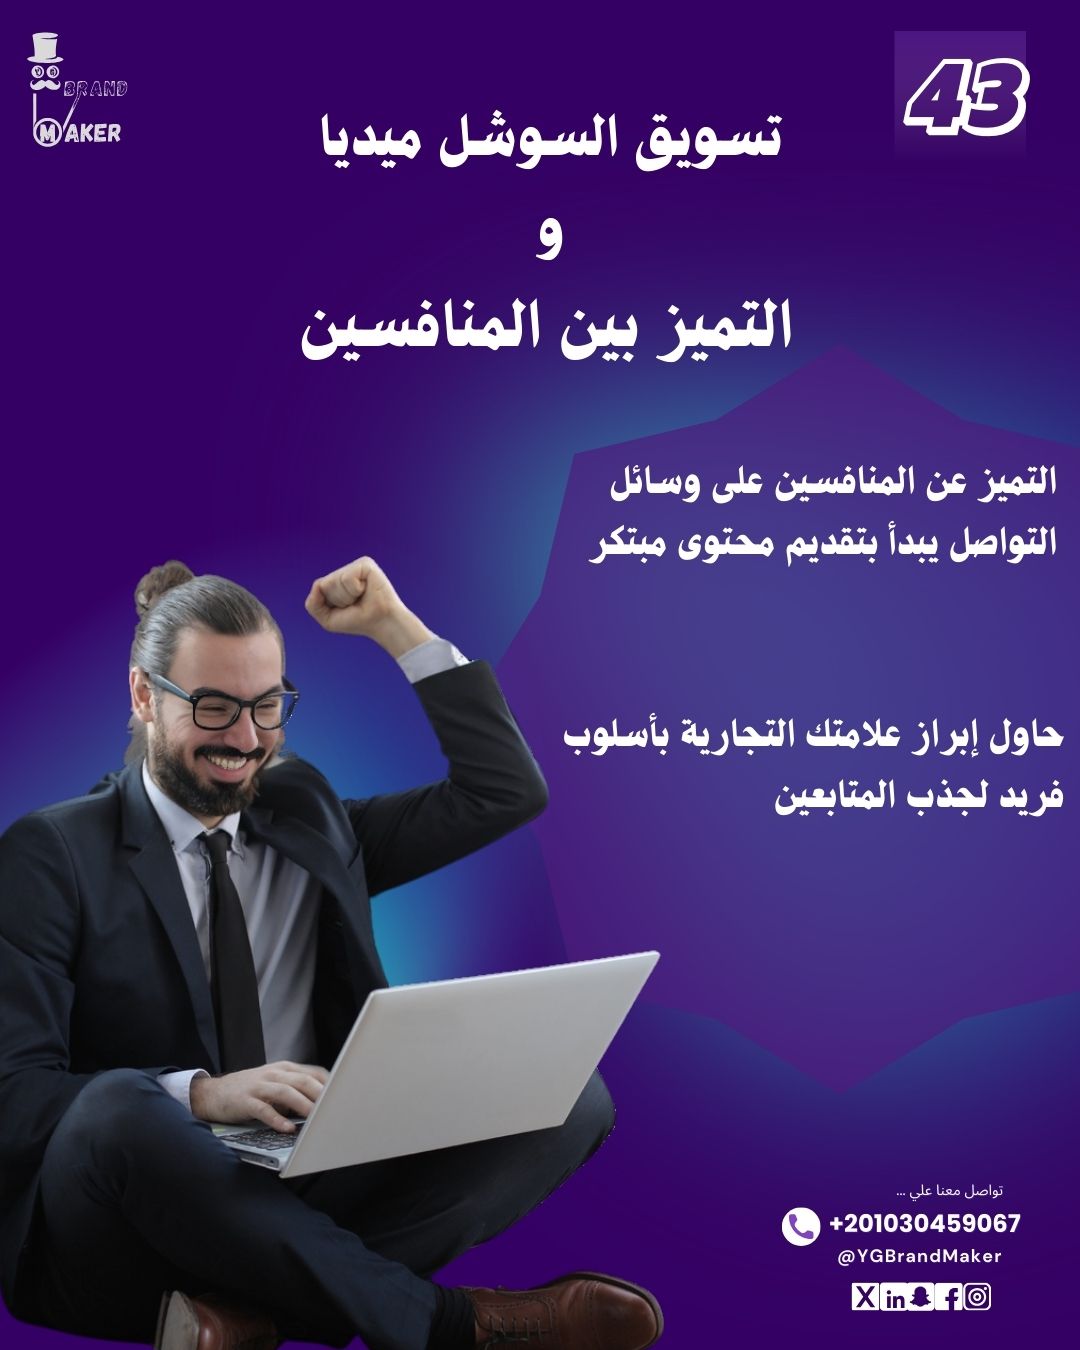 BRAND
MAKER
43
تسويق السوشل ميديا
و
التميز بين المنافسين
التميز عن المنافسين على وسائل
التواصل يبدأ بتقديم محتوى مبتكر
حاول إبراز علامتك التجارية بأسلوب
فريد لجذب المتابعين
تواصل معنا علي ...
+201030459067
@YGBrandMaker